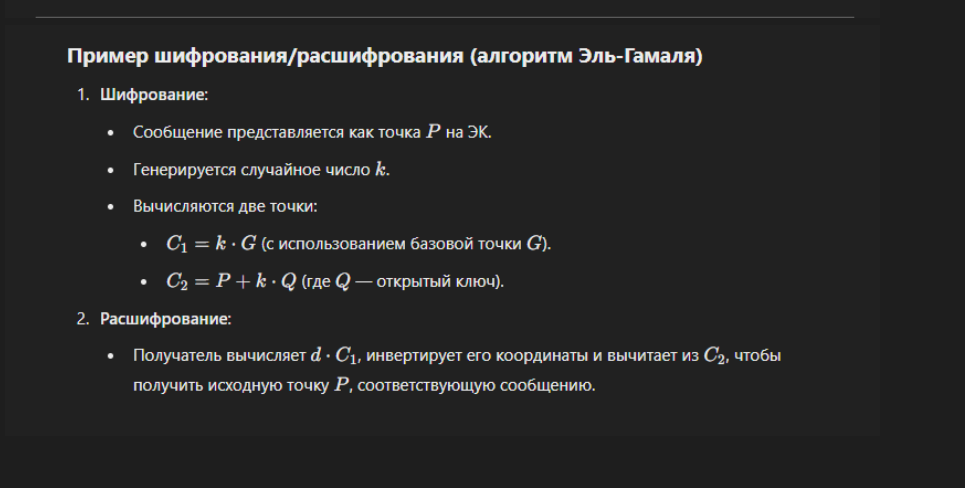 Пример шифрования/расшифрования (алгоритм Эль-Гамаля)
1. Шифрование:
• Сообщение представляется как точка P на ЭК.
• Генерируется случайное число k.
• Вычисляются две точки:
• C₁ = k · G (с использованием базовой точки G).
• C₂ = P + k · Q (где Q — открытый ключ).
2. Расшифрование:
• Получатель вычисляет d · C₁, инвертирует его координаты и вычитает из C₂, чтобы
получить исходную точку P, соответствующую сообщению.